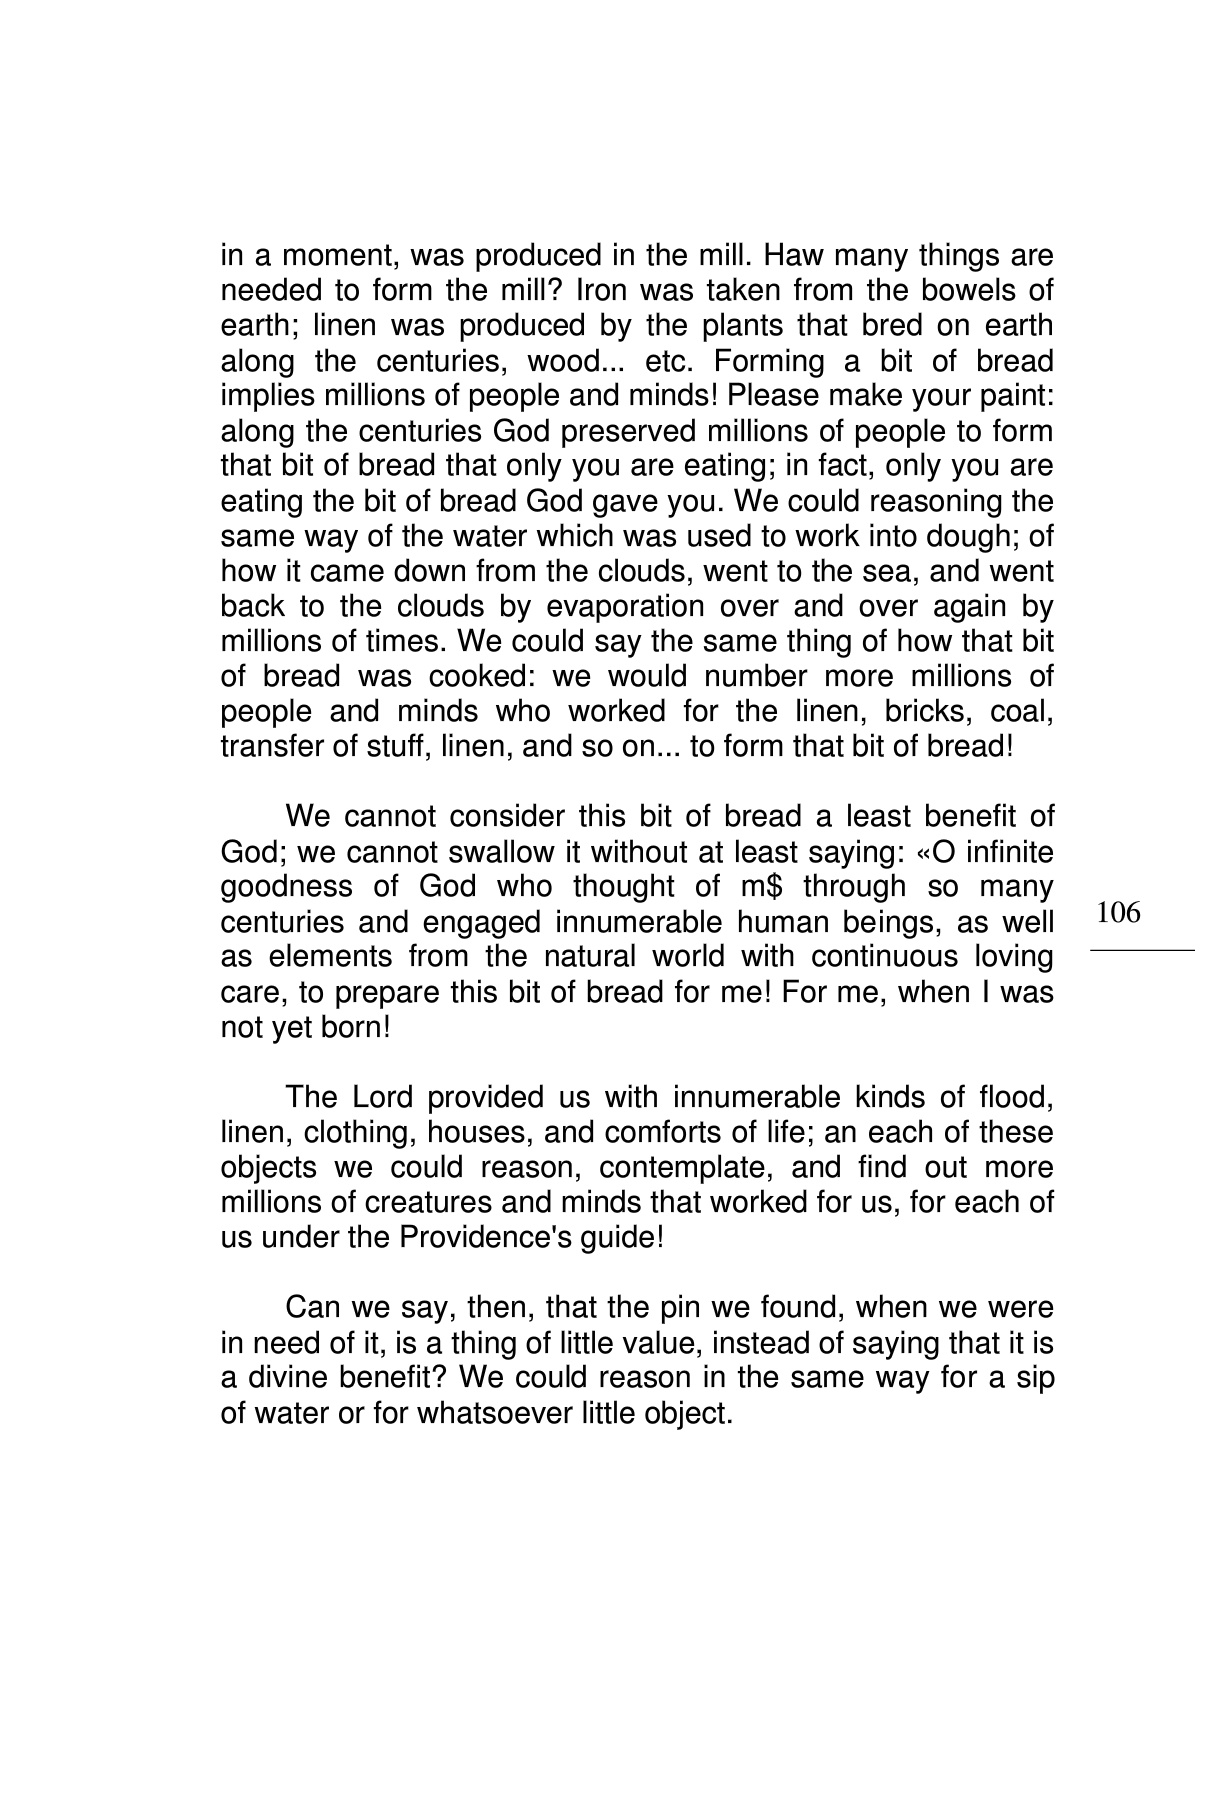 in a moment, was produced in the mill. Haw many things are
needed to form the mill? Iron was taken from the bowels of
earth; linen was produced by the plants that bred on earth
along the centuries, wood... etc. Forming a bit of bread
implies millions of people and minds! Please make your paint:
along the centuries God preserved millions of people to form
that bit of bread that only you are eating; in fact, only you are
eating the bit of bread God gave you. We could reasoning the
same way of the water which was used to work into dough; of
how it came down from the clouds, went to the sea, and went
back to the clouds by evaporation over and over again by
millions of times. We could say the same thing of how that bit
of bread was cooked: we would number more millions of
people and minds who worked for the linen, bricks, coal,
transfer of stuff, linen, and so on... to form that bit of bread!
We cannot consider this bit of bread a least benefit of
God; we cannot swallow it without at least saying: «O infinite
goodness of God who thought of m$ through so many
centuries and engaged innumerable human beings, as well
as elements from the natural world with continuous loving
care, to prepare this bit of bread for me! For me, when I was
not yet born!
106
The Lord provided us with innumerable kinds of flood,
linen, clothing, houses, and comforts of life; an each of these
objects we could reason, contemplate, and find out more
millions of creatures and minds that worked for us, for each of
us under the Providence's guide!
Can we say, then, that the pin we found, when we were
in need of it, is a thing of little value, instead of saying that it is
a divine benefit? We could reason in the same way for a sip
of water or for whatsoever little object.